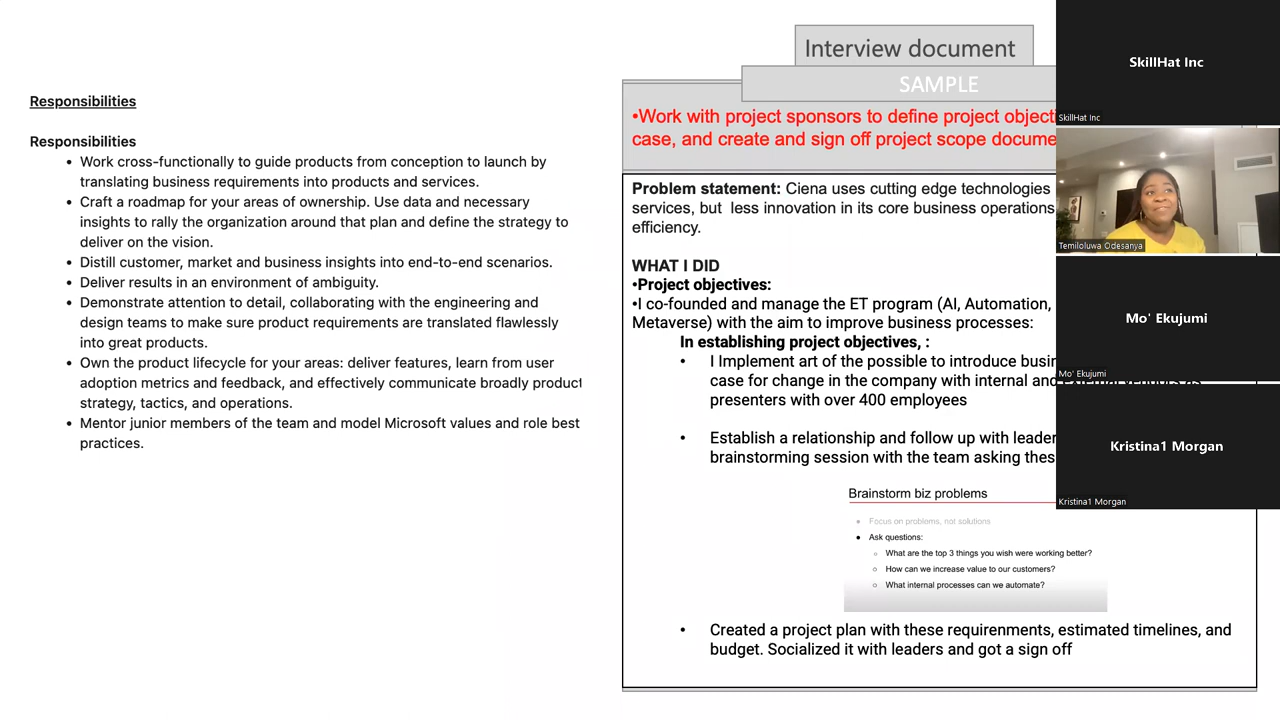 Responsibilities
Responsibilities
• Work cross-functionally to guide products from conception to launch by
translating business requirements into products and services.
• Craft a roadmap for your areas of ownership. Use data and necessary
insights to rally the organization around that plan and define the strategy to
deliver on the vision.
• Distill customer, market and business insights into end-to-end scenarios.
• Deliver results in an environment of ambiguity.
• Demonstrate attention to detail, collaborating with the engineering and
design teams to make sure product requirements are translated flawlessly
into great products.
• Own the product lifecycle for your areas: deliver features, learn from user
adoption metrics and feedback, and effectively communicate broadly product
strategy, tactics, and operations.
• Mentor junior members of the team and model Microsoft values and role best
practices.
Interview document
SAMPLE
•Work with project sponsors to define project
case, and create and sign off project scope
Problem statement: Ciena uses cutting edge technologies
services, but less innovation in its core business operations
efficiency.
WHAT I DID
•Project objectives:
•I co-founded and manage the ET program (AI, Automation,
Metaverse) with the aim to improve business processes:
In establishing project objectives, :
• I Implement art of the possible to introduce
case for change in the company with internal and external vendors as
presenters with over 400 employees
• Establish a relationship and follow up with
brainstorming session with the team asking
Brainstorm biz problems
• Focus on problems, not solutions
• Ask questions:
○ What are the top 3 things you wish were working better?
○ How can we increase value to our customers?
○ What internal processes can we automate?
• Created a project plan with these requirenments, estimated timelines, and
budget. Socialized it with leaders and got a sign off
SkillHat Inc
SkillHat Inc
Temiloluwa Odesanya
Mo' Ekujumi
Mo' Ekujumi
Kristina1 Morgan
Kristina1 Morgan